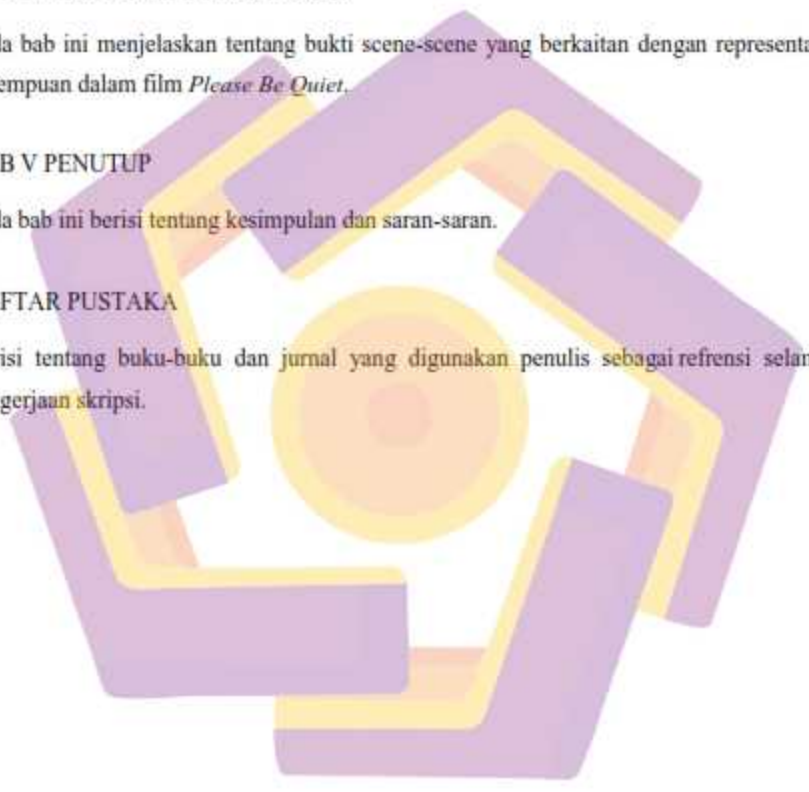 la bab ini menjelaskan tentang bukti scene-scene yang berkaitan dengan representa
empuan dalam film Please Be Quiet.
B V PENUTUP
la bab ini berisi tentang kesimpulan dan saran-saran.
FTAR PUSTAKA
isi tentang buku-buku dan jurnal yang digunakan penulis sebagai refrensi selan
gerjaan skripsi.